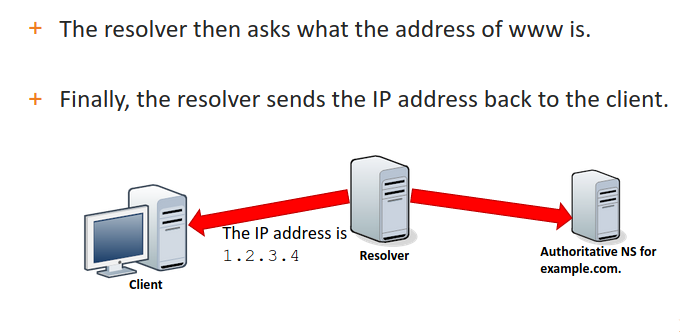 + The resolver then asks what the address of www is.
+ Finally, the resolver sends the IP address back to the client.
The IP address is
1.2.3.4
Client
Resolver
Authoritative NS for
example.com.